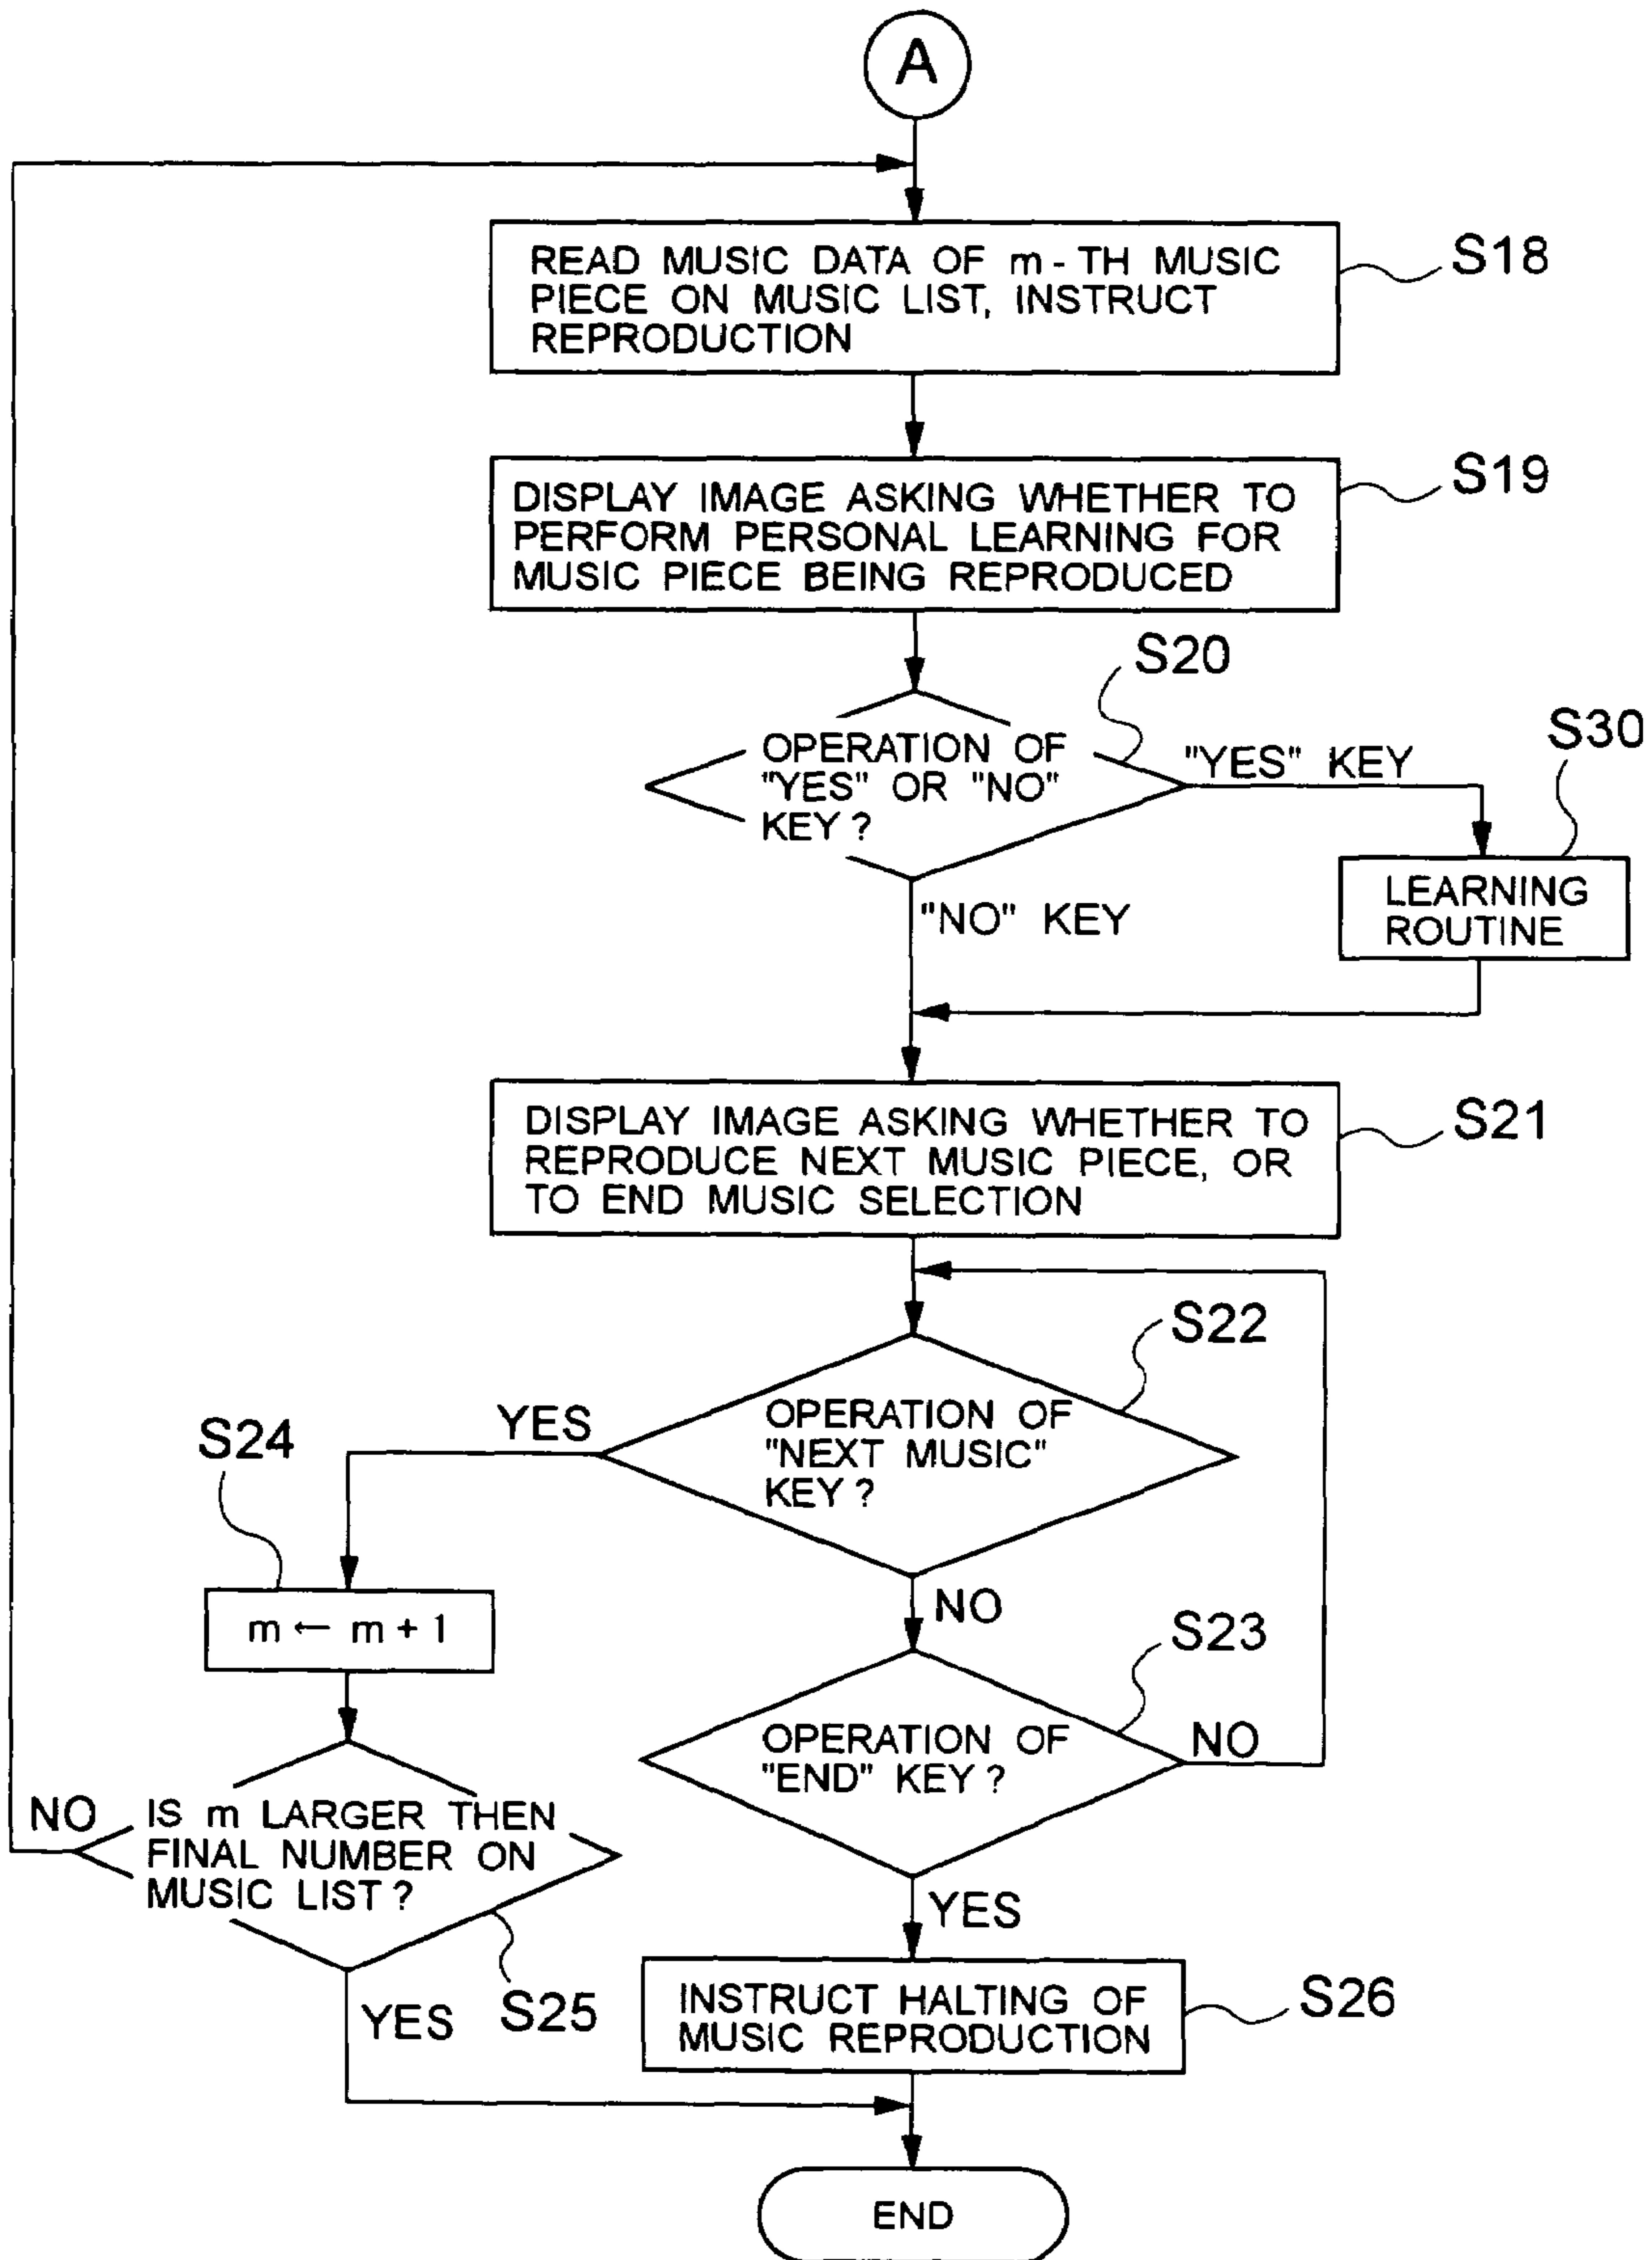 A
READ MUSIC DATA OF m - TH MUSIC
PIECE ON MUSIC LIST, INSTRUCT
REPRODUCTION
S18
DISPLAY IMAGE ASKING WHETHER TO
PERFORM PERSONAL LEARNING FOR
MUSIC PIECE BEING REPRODUCED
S19
S20
OPERATION OF
"YES" OR "NO"
KEY ?
"YES" KEY
S30
LEARNING
ROUTINE
"NO" KEY
DISPLAY IMAGE ASKING WHETHER TO
REPRODUCE NEXT MUSIC PIECE, OR
TO END MUSIC SELECTION
S21
S22
OPERATION OF
"NEXT MUSIC"
KEY ?
YES
S24
m ← m + 1
NO
S23
OPERATION OF
"END" KEY ?
NO
NO
IS m LARGER THEN
FINAL NUMBER ON
MUSIC LIST ?
YES
S25
YES
INSTRUCT HALTING OF
MUSIC REPRODUCTION
S26
END